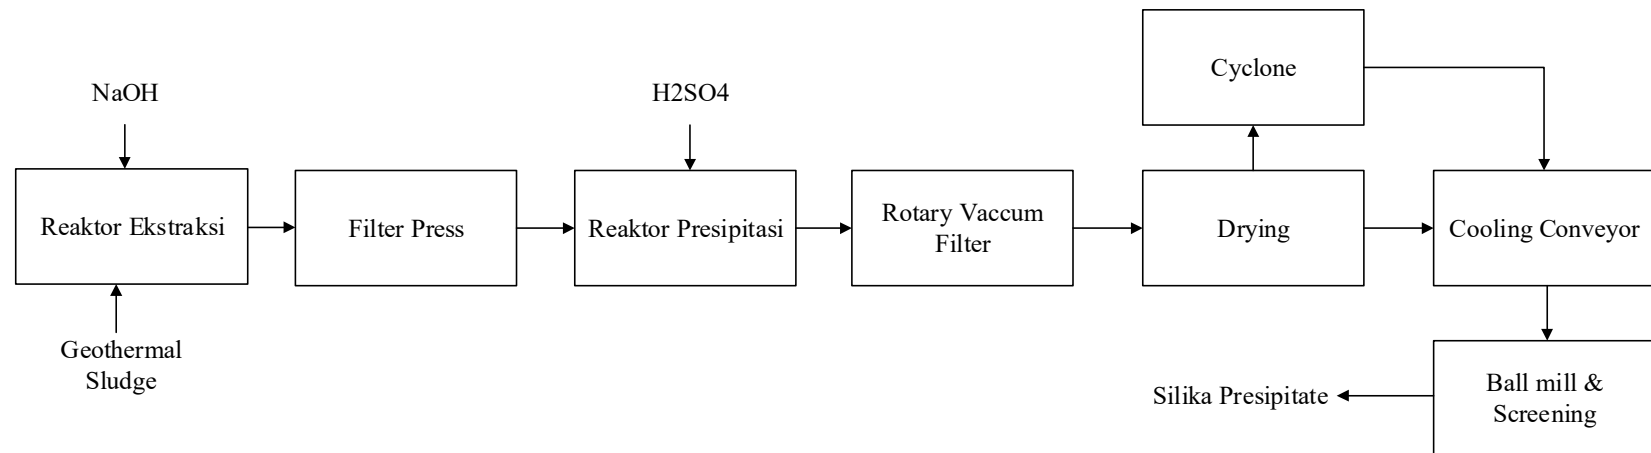 Cyclone
NaOH
H2SO4
Reaktor Ekstraksi
Filter Press
Reaktor Presipitasi
Rotary Vaccum
Filter
Drying
Cooling Conveyor
Geothermal
Sludge
Silika Presipitate
Ball mill &
Screening